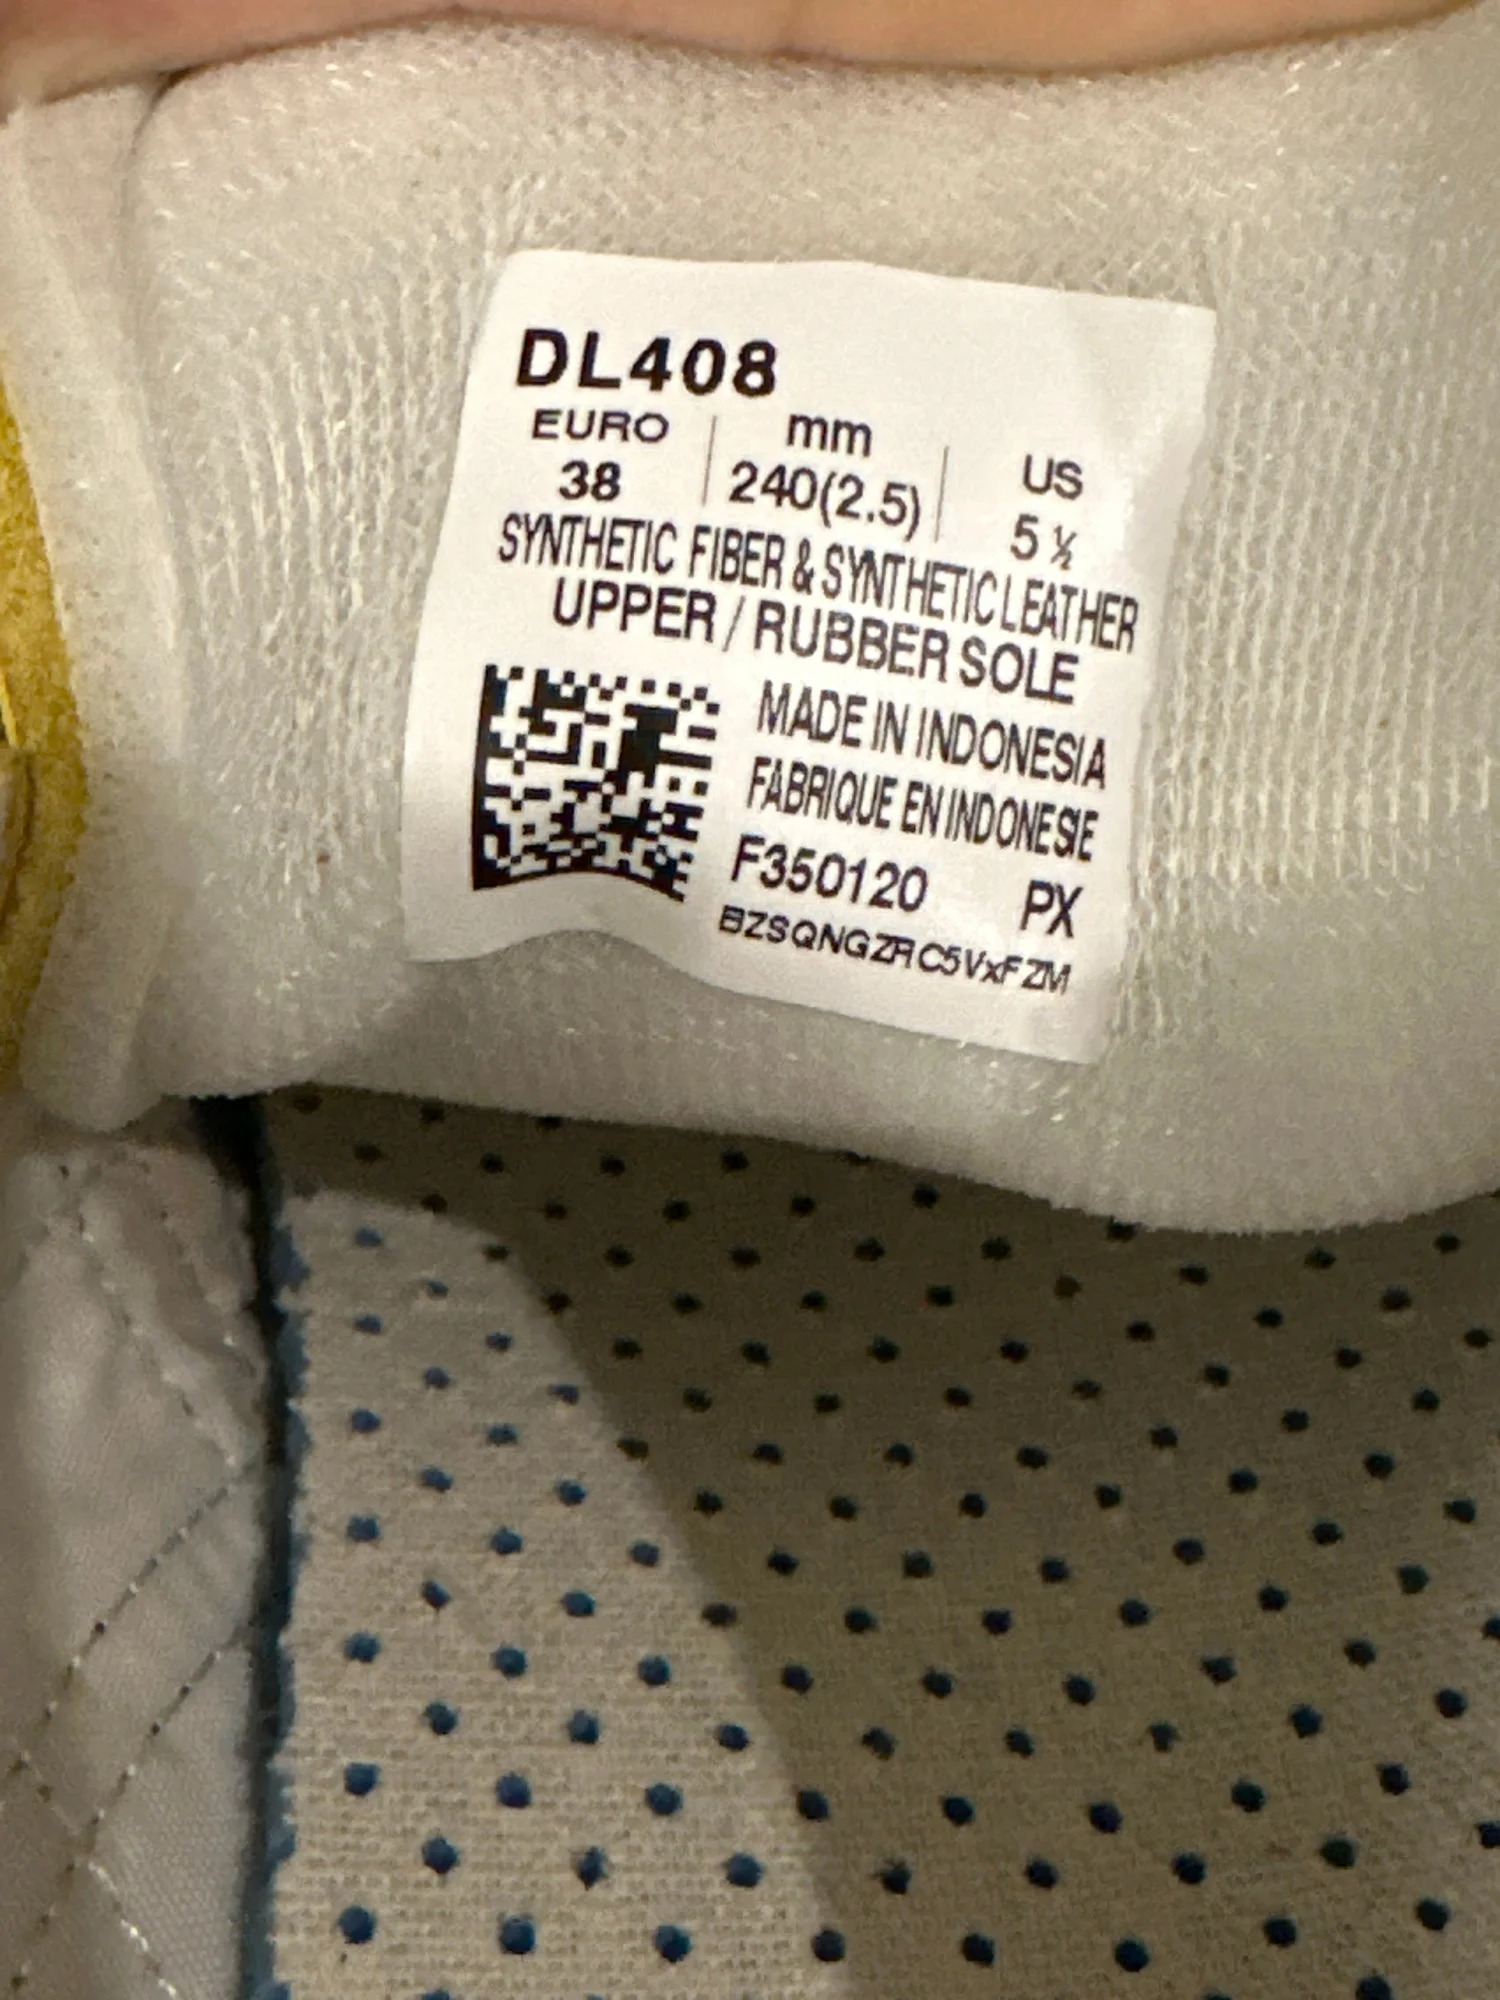 DL408
EURO mm US
38 240(2.5) 5 ½
SYNTHETIC FIBER & SYNTHETIC LEATHER
UPPER / RUBBER SOLE
MADE IN INDONESIA
FABRIQUE EN INDONESIE
F350120 PX
BZSQNGZRC5VxFZM